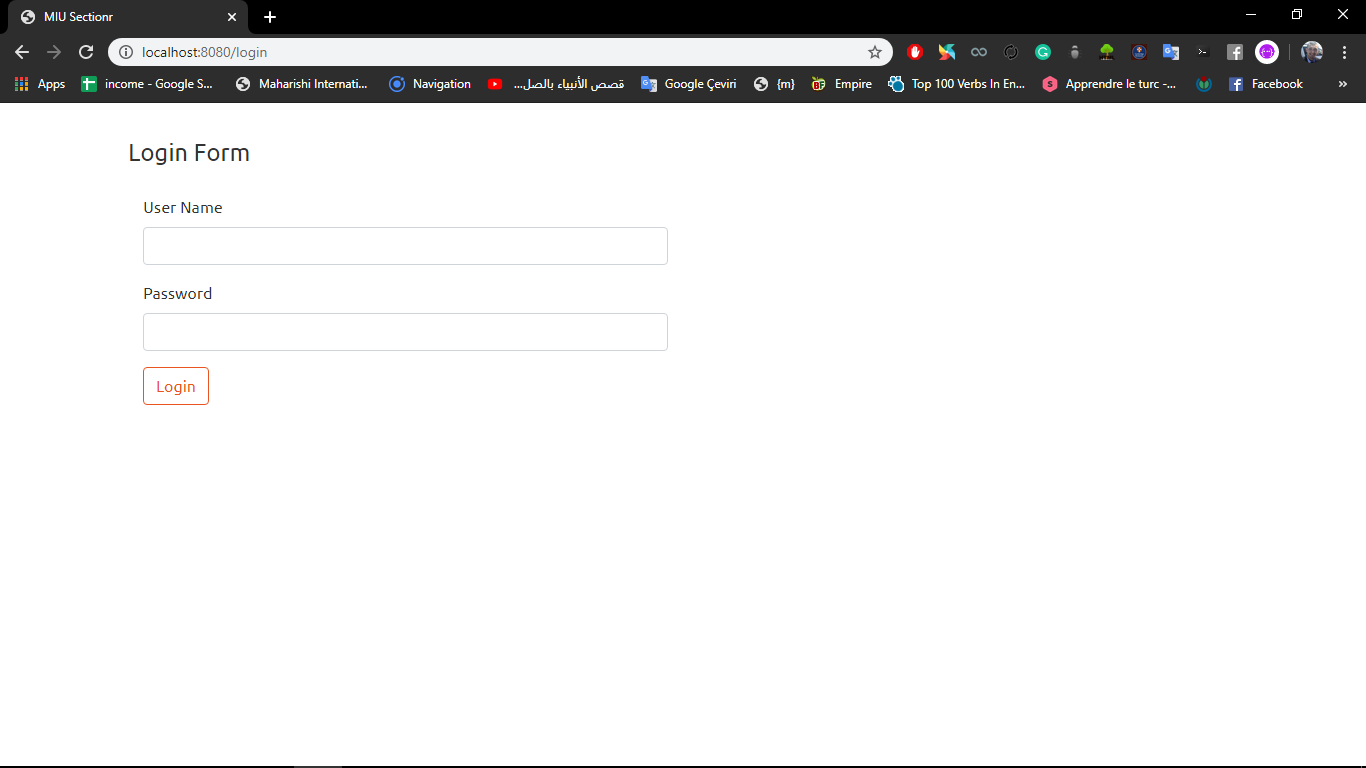 MIU Sectionr
localhost:8080/login
Apps
income - Google S...
Maharishi Internati...
Navigation
قصص الأنبياء بالصل...
Google Çeviri
{m}
Empire
Top 100 Verbs In En...
Apprendre le turc -...
Facebook
Login Form
User Name
Password
Login